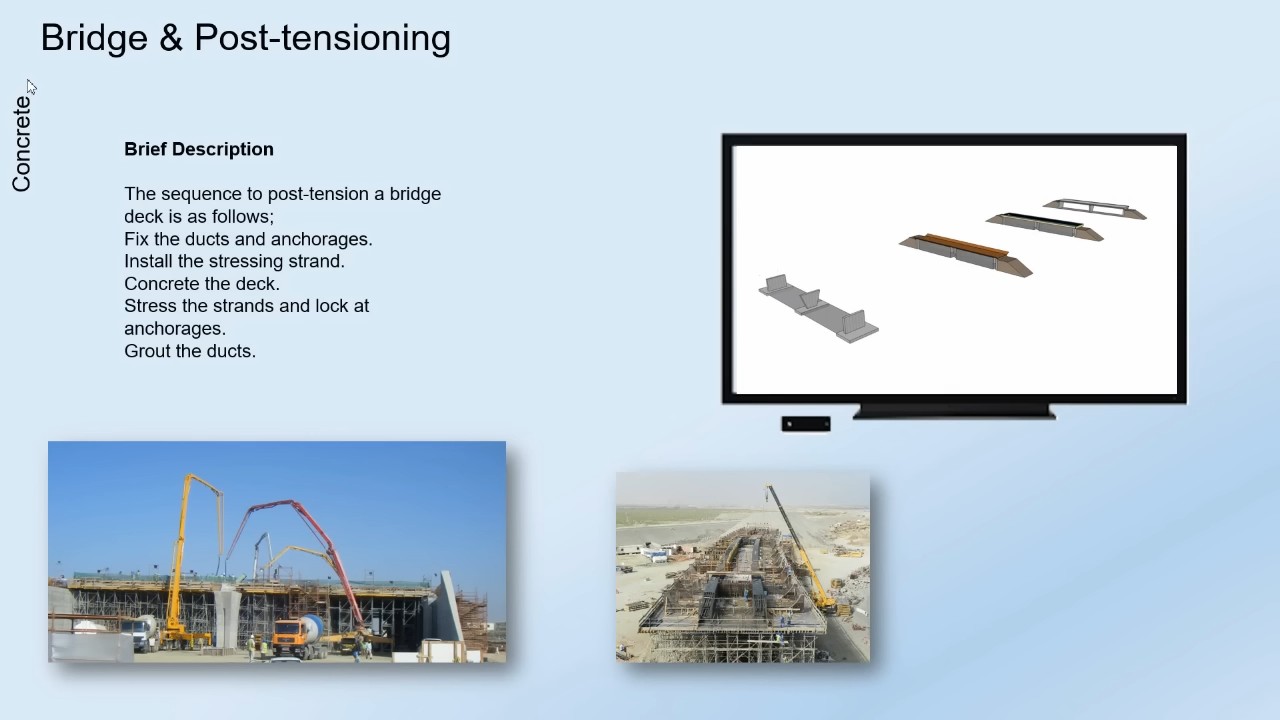 Bridge & Post-tensioning
Concrete
Brief Description
The sequence to post-tension a bridge
deck is as follows;
Fix the ducts and anchorages.
Install the stressing strand.
Concrete the deck.
Stress the strands and lock at
anchorages.
Grout the ducts.